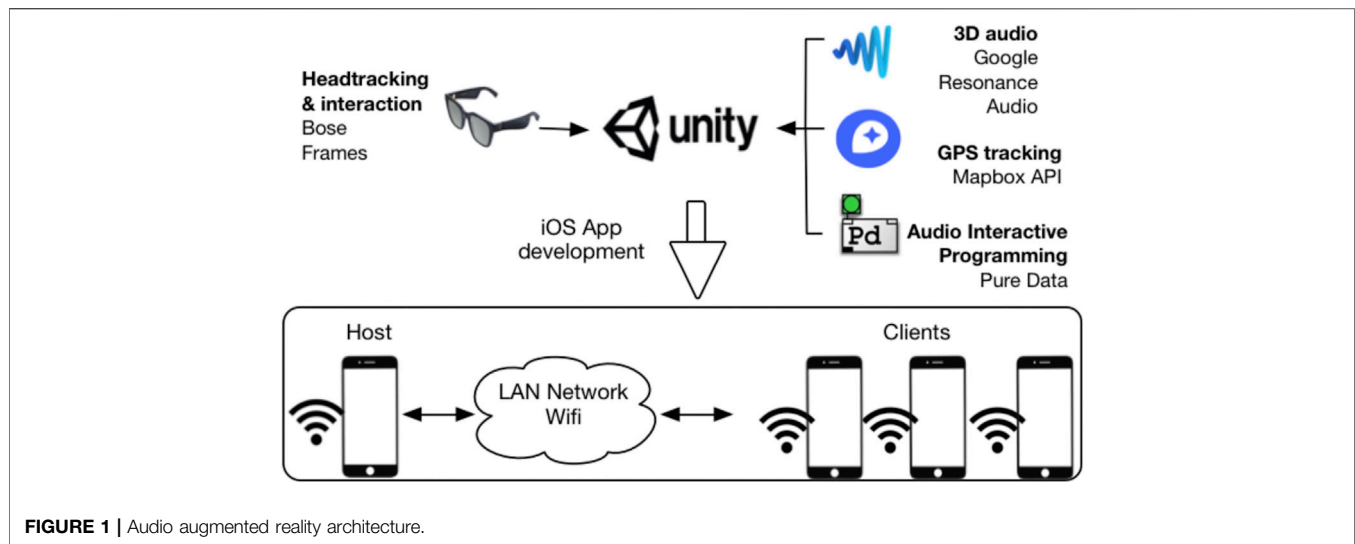 Headtracking
& interaction
Bose
Frames
unity
3D audio
Google
Resonance
Audio
GPS tracking
Mapbox API
Pd
Audio Interactive
Programming
Pure Data
iOS App
development
Host
LAN Network
Wifi
Clients
FIGURE 1 | Audio augmented reality architecture.